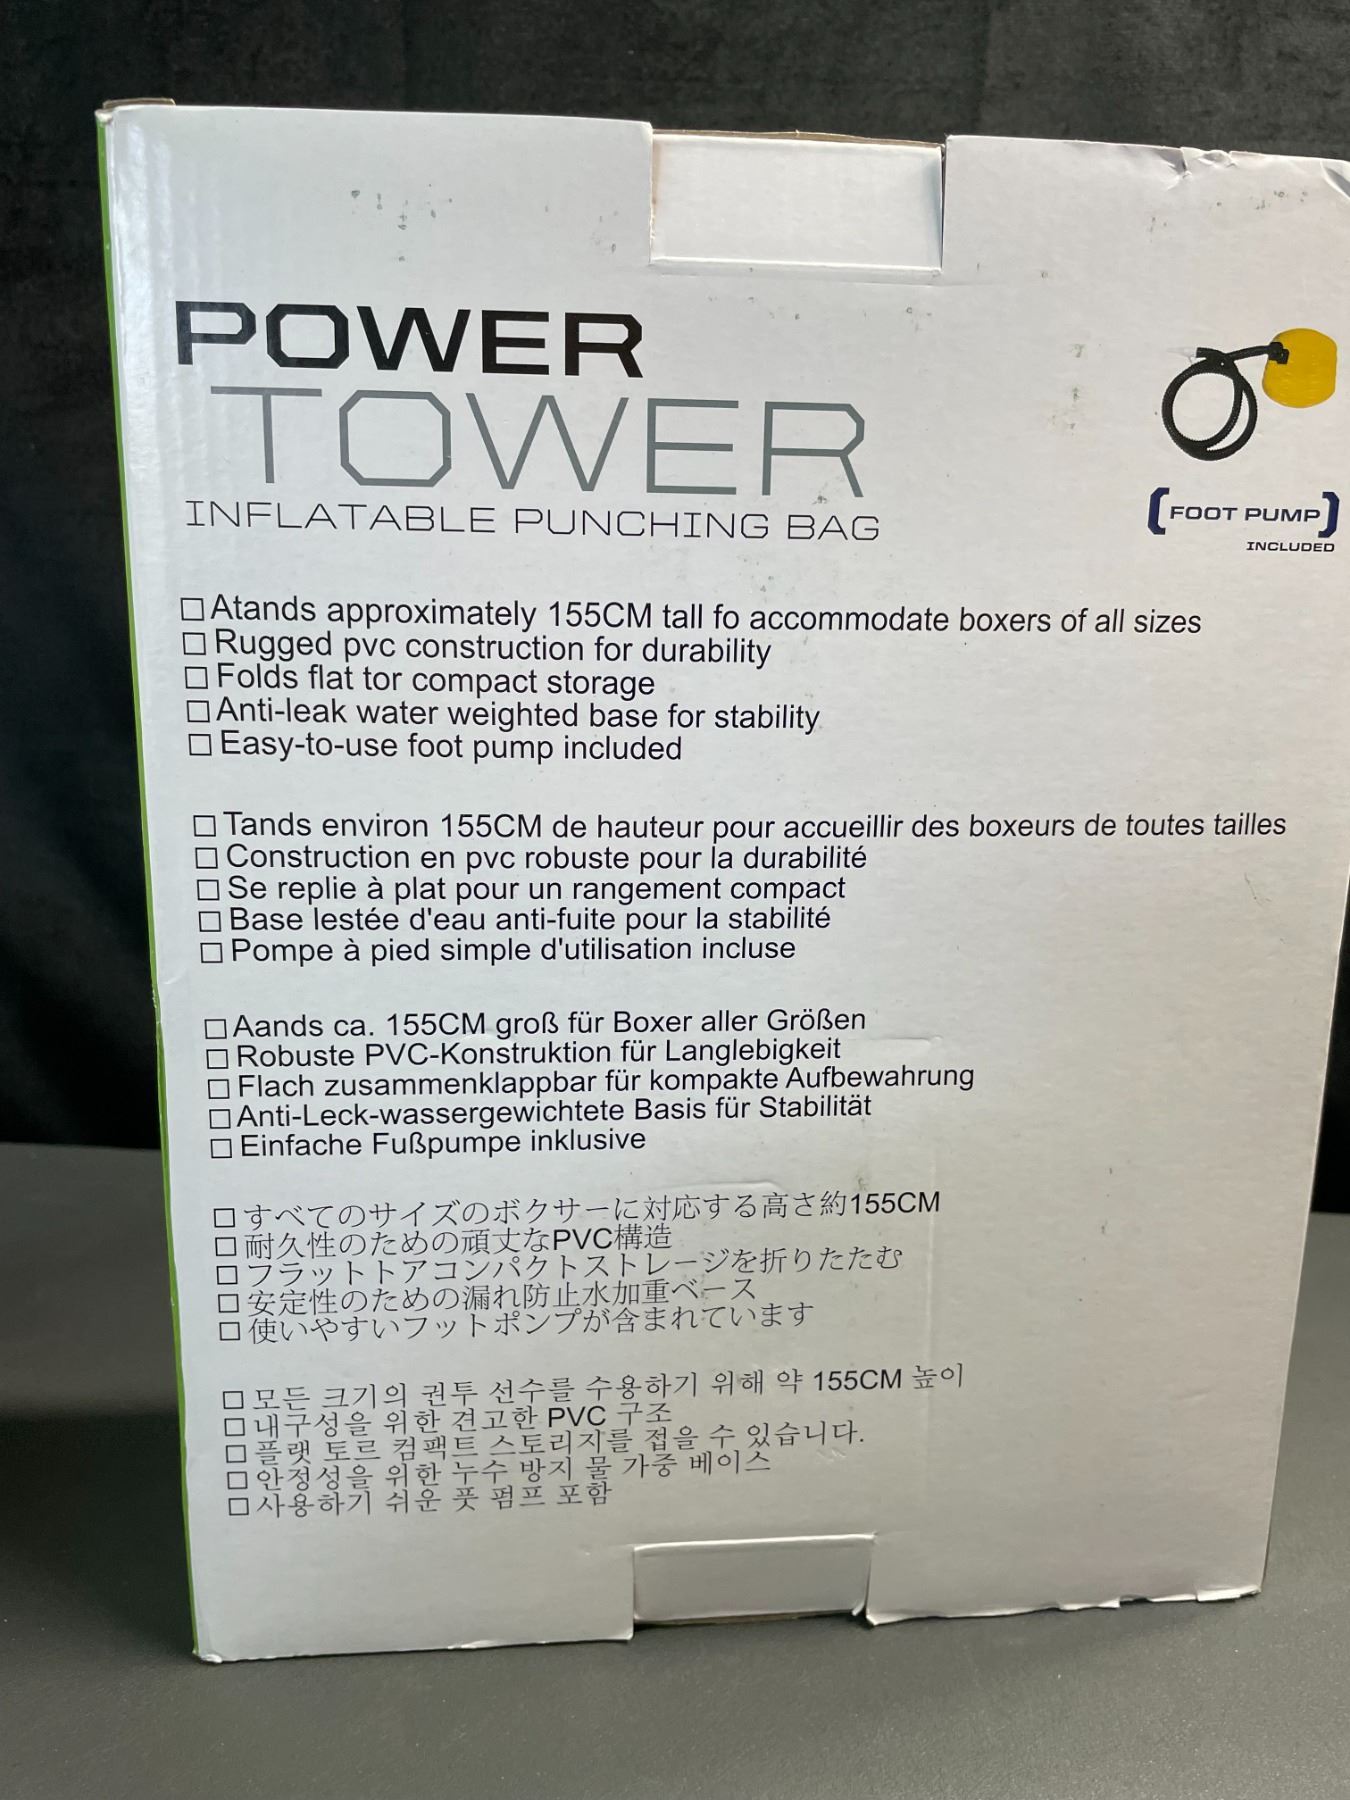 POWER
TOWER
INFLATABLE PUNCHING BAG
[FOOT PUMP]
INCLUDED
□ Atands approximately 155CM tall fo accommodate boxers of all sizes
□ Rugged pvc construction for durability
□ Folds flat tor compact storage
□ Anti-leak water weighted base for stability
□ Easy-to-use foot pump included
□ Tands environ 155CM de hauteur pour accueillir des boxeurs de toutes tailles
□ Construction en pvc robuste pour la durabilité
□ Se replie à plat pour un rangement compact
□ Base lestée d'eau anti-fuite pour la stabilité
□ Pompe à pied simple d'utilisation incluse
□ Aands ca. 155CM groß für Boxer aller Größen
□ Robuste PVC-Konstruktion für Langlebigkeit
□ Flach zusammenklappbar für kompakte Aufbewahrung
□ Anti-Leck-wassergewichtete Basis für Stabilität
□ Einfache Fußpumpe inklusive
□ すべてのサイズのボクサーに対応する高さ約155CM
□ 耐久性のための頑丈なPVC構造
□ フラットトアコンパクトストレージを折りたたむ
□ 安定性のための漏れ防止水加重ベース
□ 使いやすいフットポンプが含まれています
□ 모든 크기의 권투 선수를 수용하기 위해 약 155CM 높이
□ 내구성을 위한 견고한 PVC 구조
□ 플랫 토르 컴팩트 스토리지를 접을 수 있습니다.
□ 안정성을 위한 누수 방지 물 가중 베이스
□ 사용하기 쉬운 풋 펌프 포함